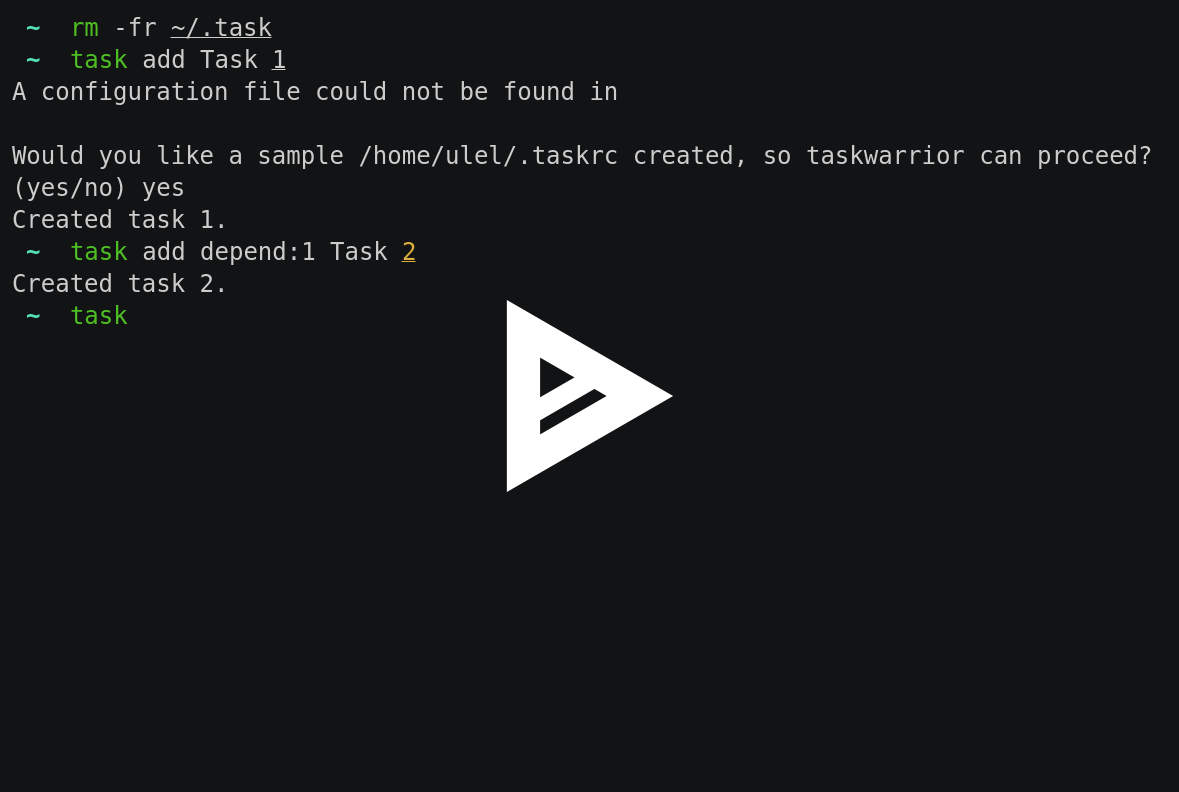 ~ rm -fr ~/.task
~ task add Task 1
A configuration file could not be found in
Would you like a sample /home/ulel/.taskrc created, so taskwarrior can proceed?
(yes/no) yes
Created task 1.
~ task add depend:1 Task 2
Created task 2.
~ task